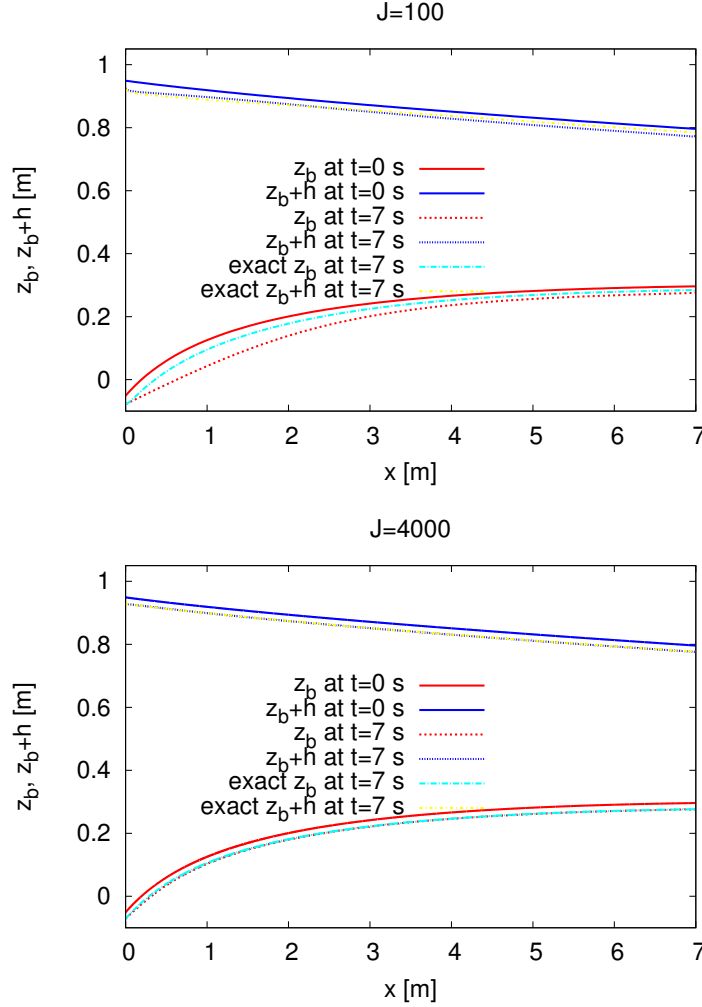 J=100
1
0.8
0.6
0.4
0.2
0
z_b, z_b+h [m]
z_b at t=0 s
z_b+h at t=0 s
z_b at t=7 s
z_b+h at t=7 s
exact z_b at t=7 s
exact z_b+h at t=7 s
0 1 2 3 4 5 6 7
x [m]
J=4000
1
0.8
0.6
0.4
0.2
0
z_b, z_b+h [m]
z_b at t=0 s
z_b+h at t=0 s
z_b at t=7 s
z_b+h at t=7 s
exact z_b at t=7 s
exact z_b+h at t=7 s
0 1 2 3 4 5 6 7
x [m]